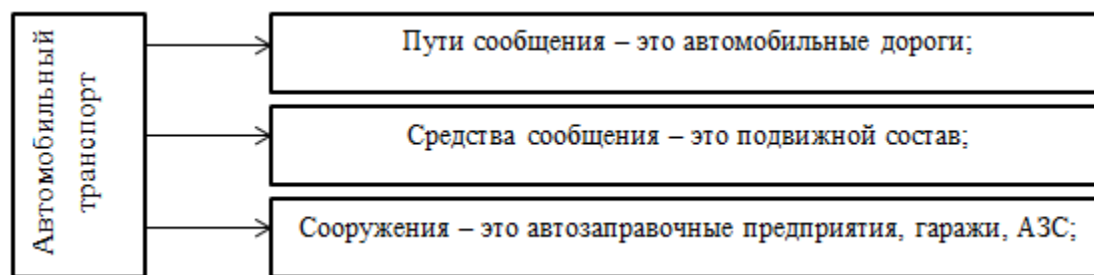 Автомобильный
транспорт
Пути сообщения – это автомобильные дороги;
Средства сообщения – это подвижной состав;
Сооружения – это автозаправочные предприятия, гаражи, АЗС;